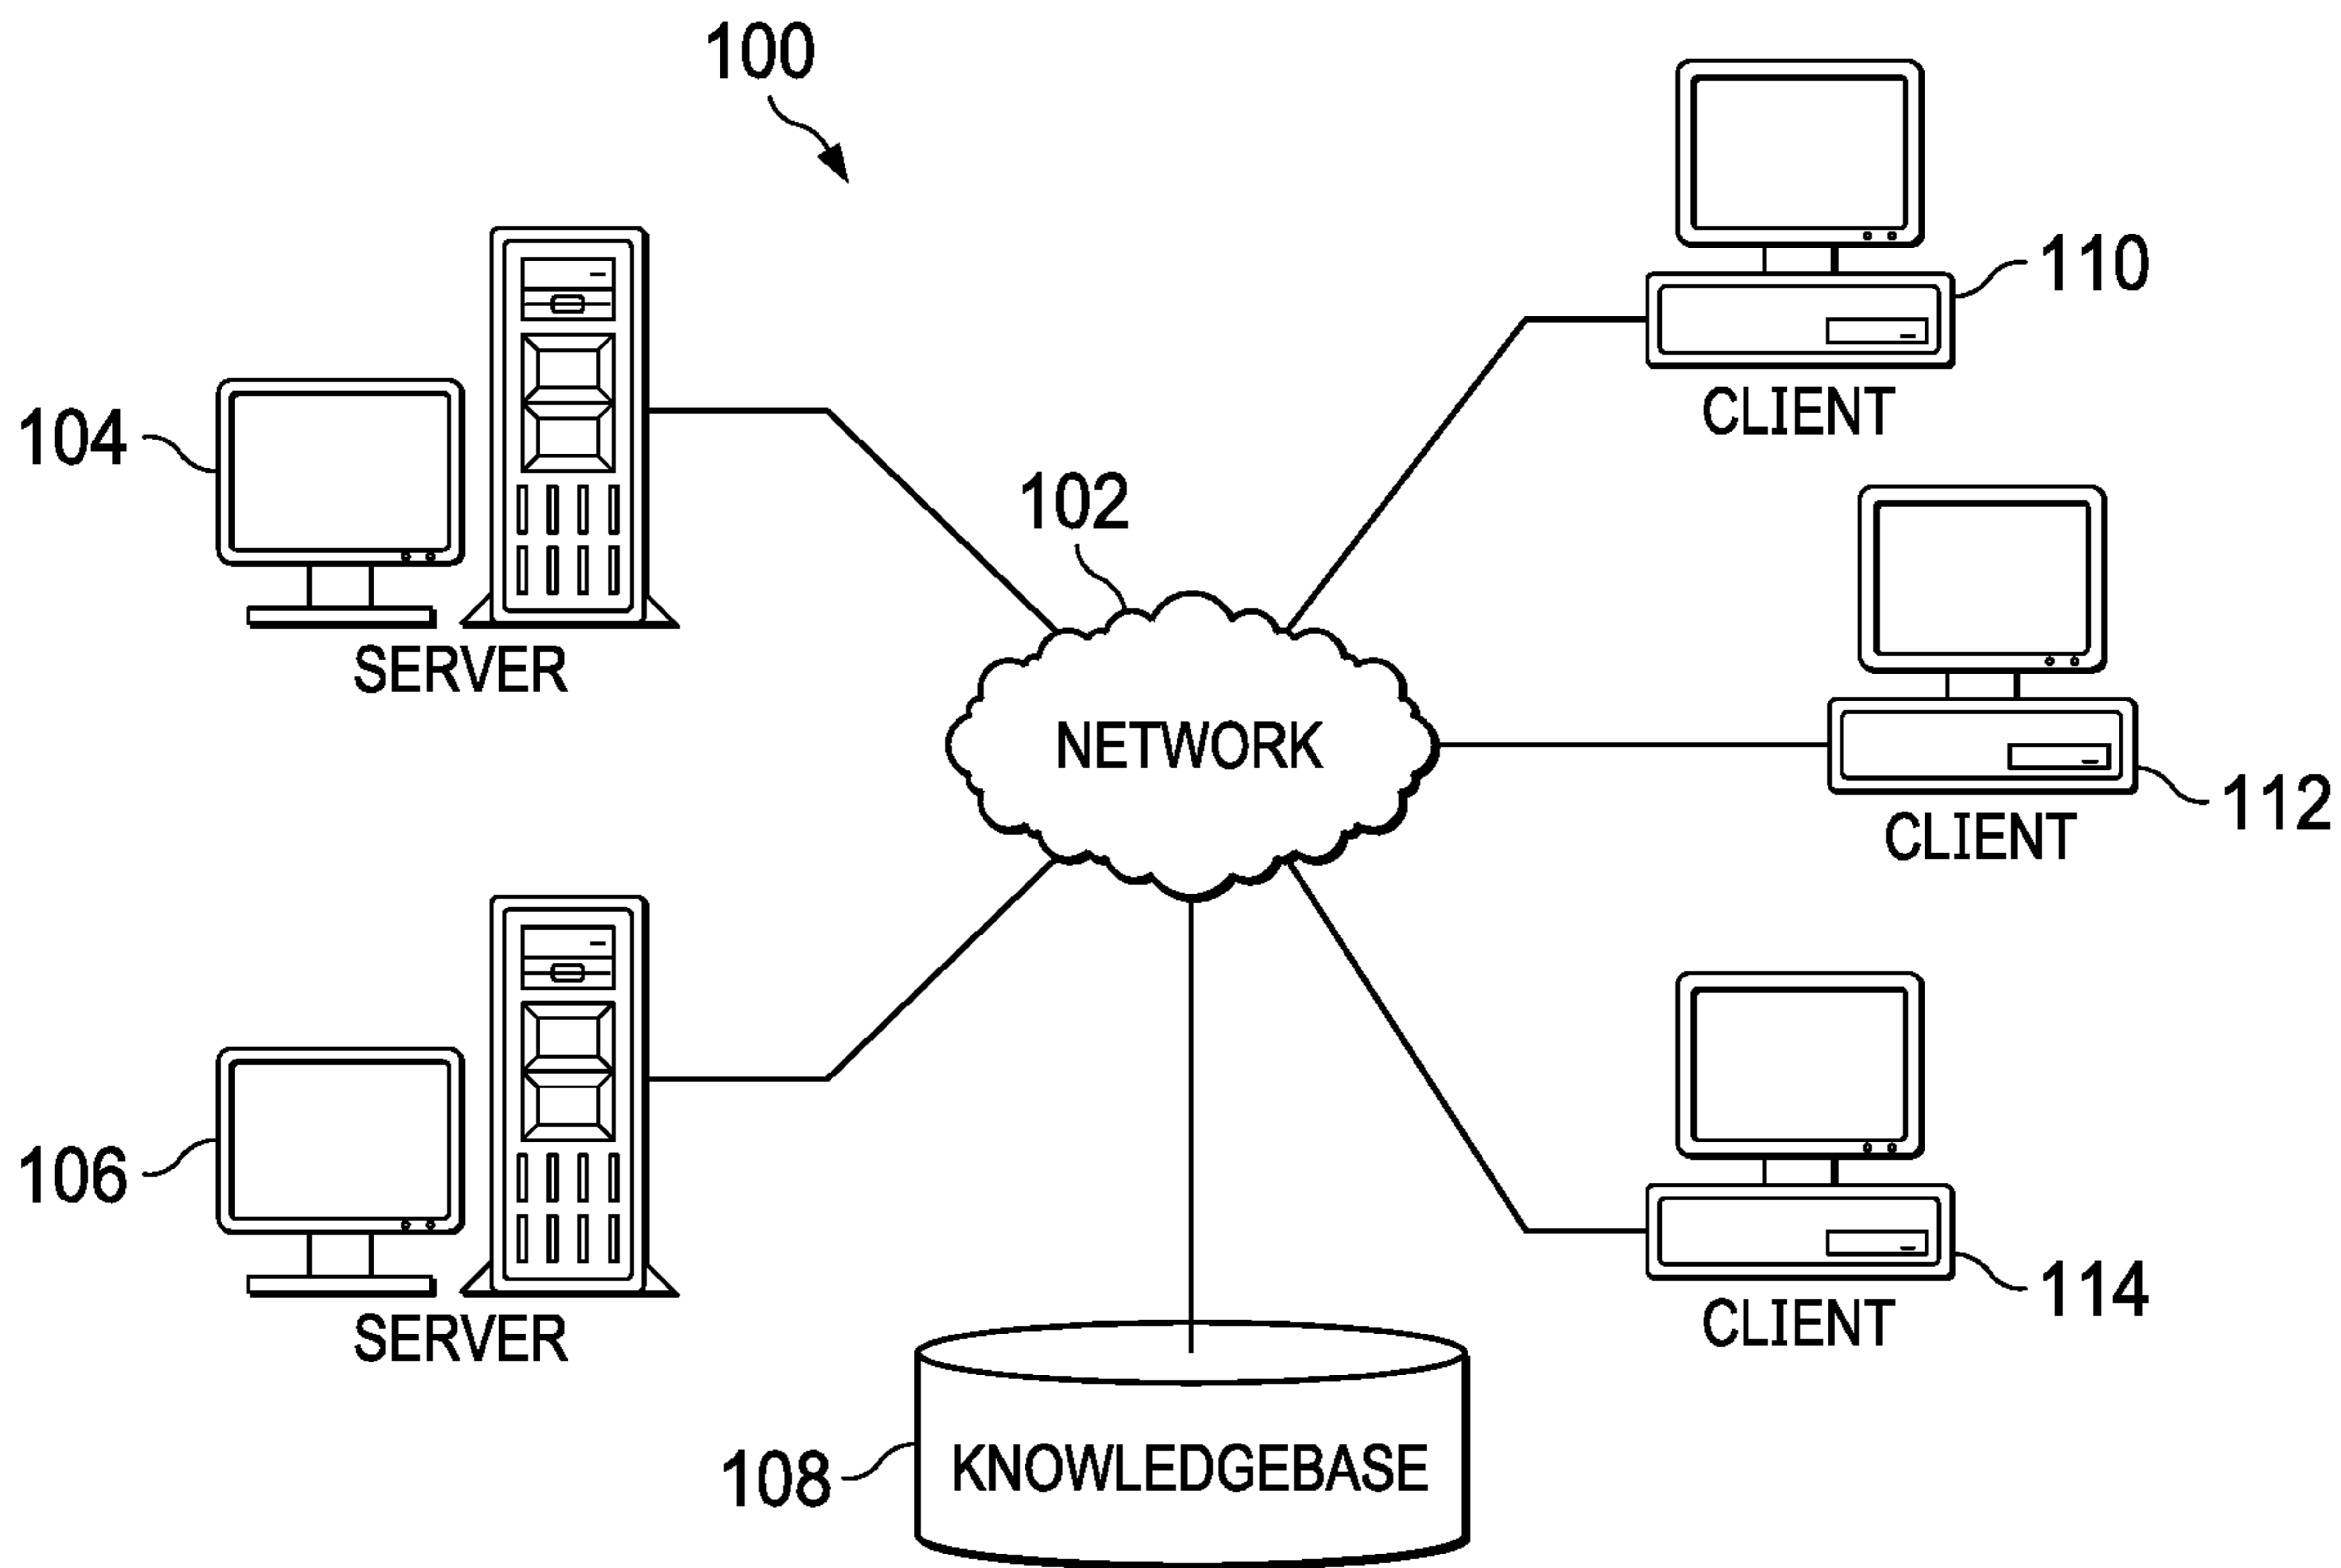 100
110
CLIENT
104
102
SERVER
NETWORK
112
CLIENT
106
114
SERVER
CLIENT
108
KNOWLEDGEBASE